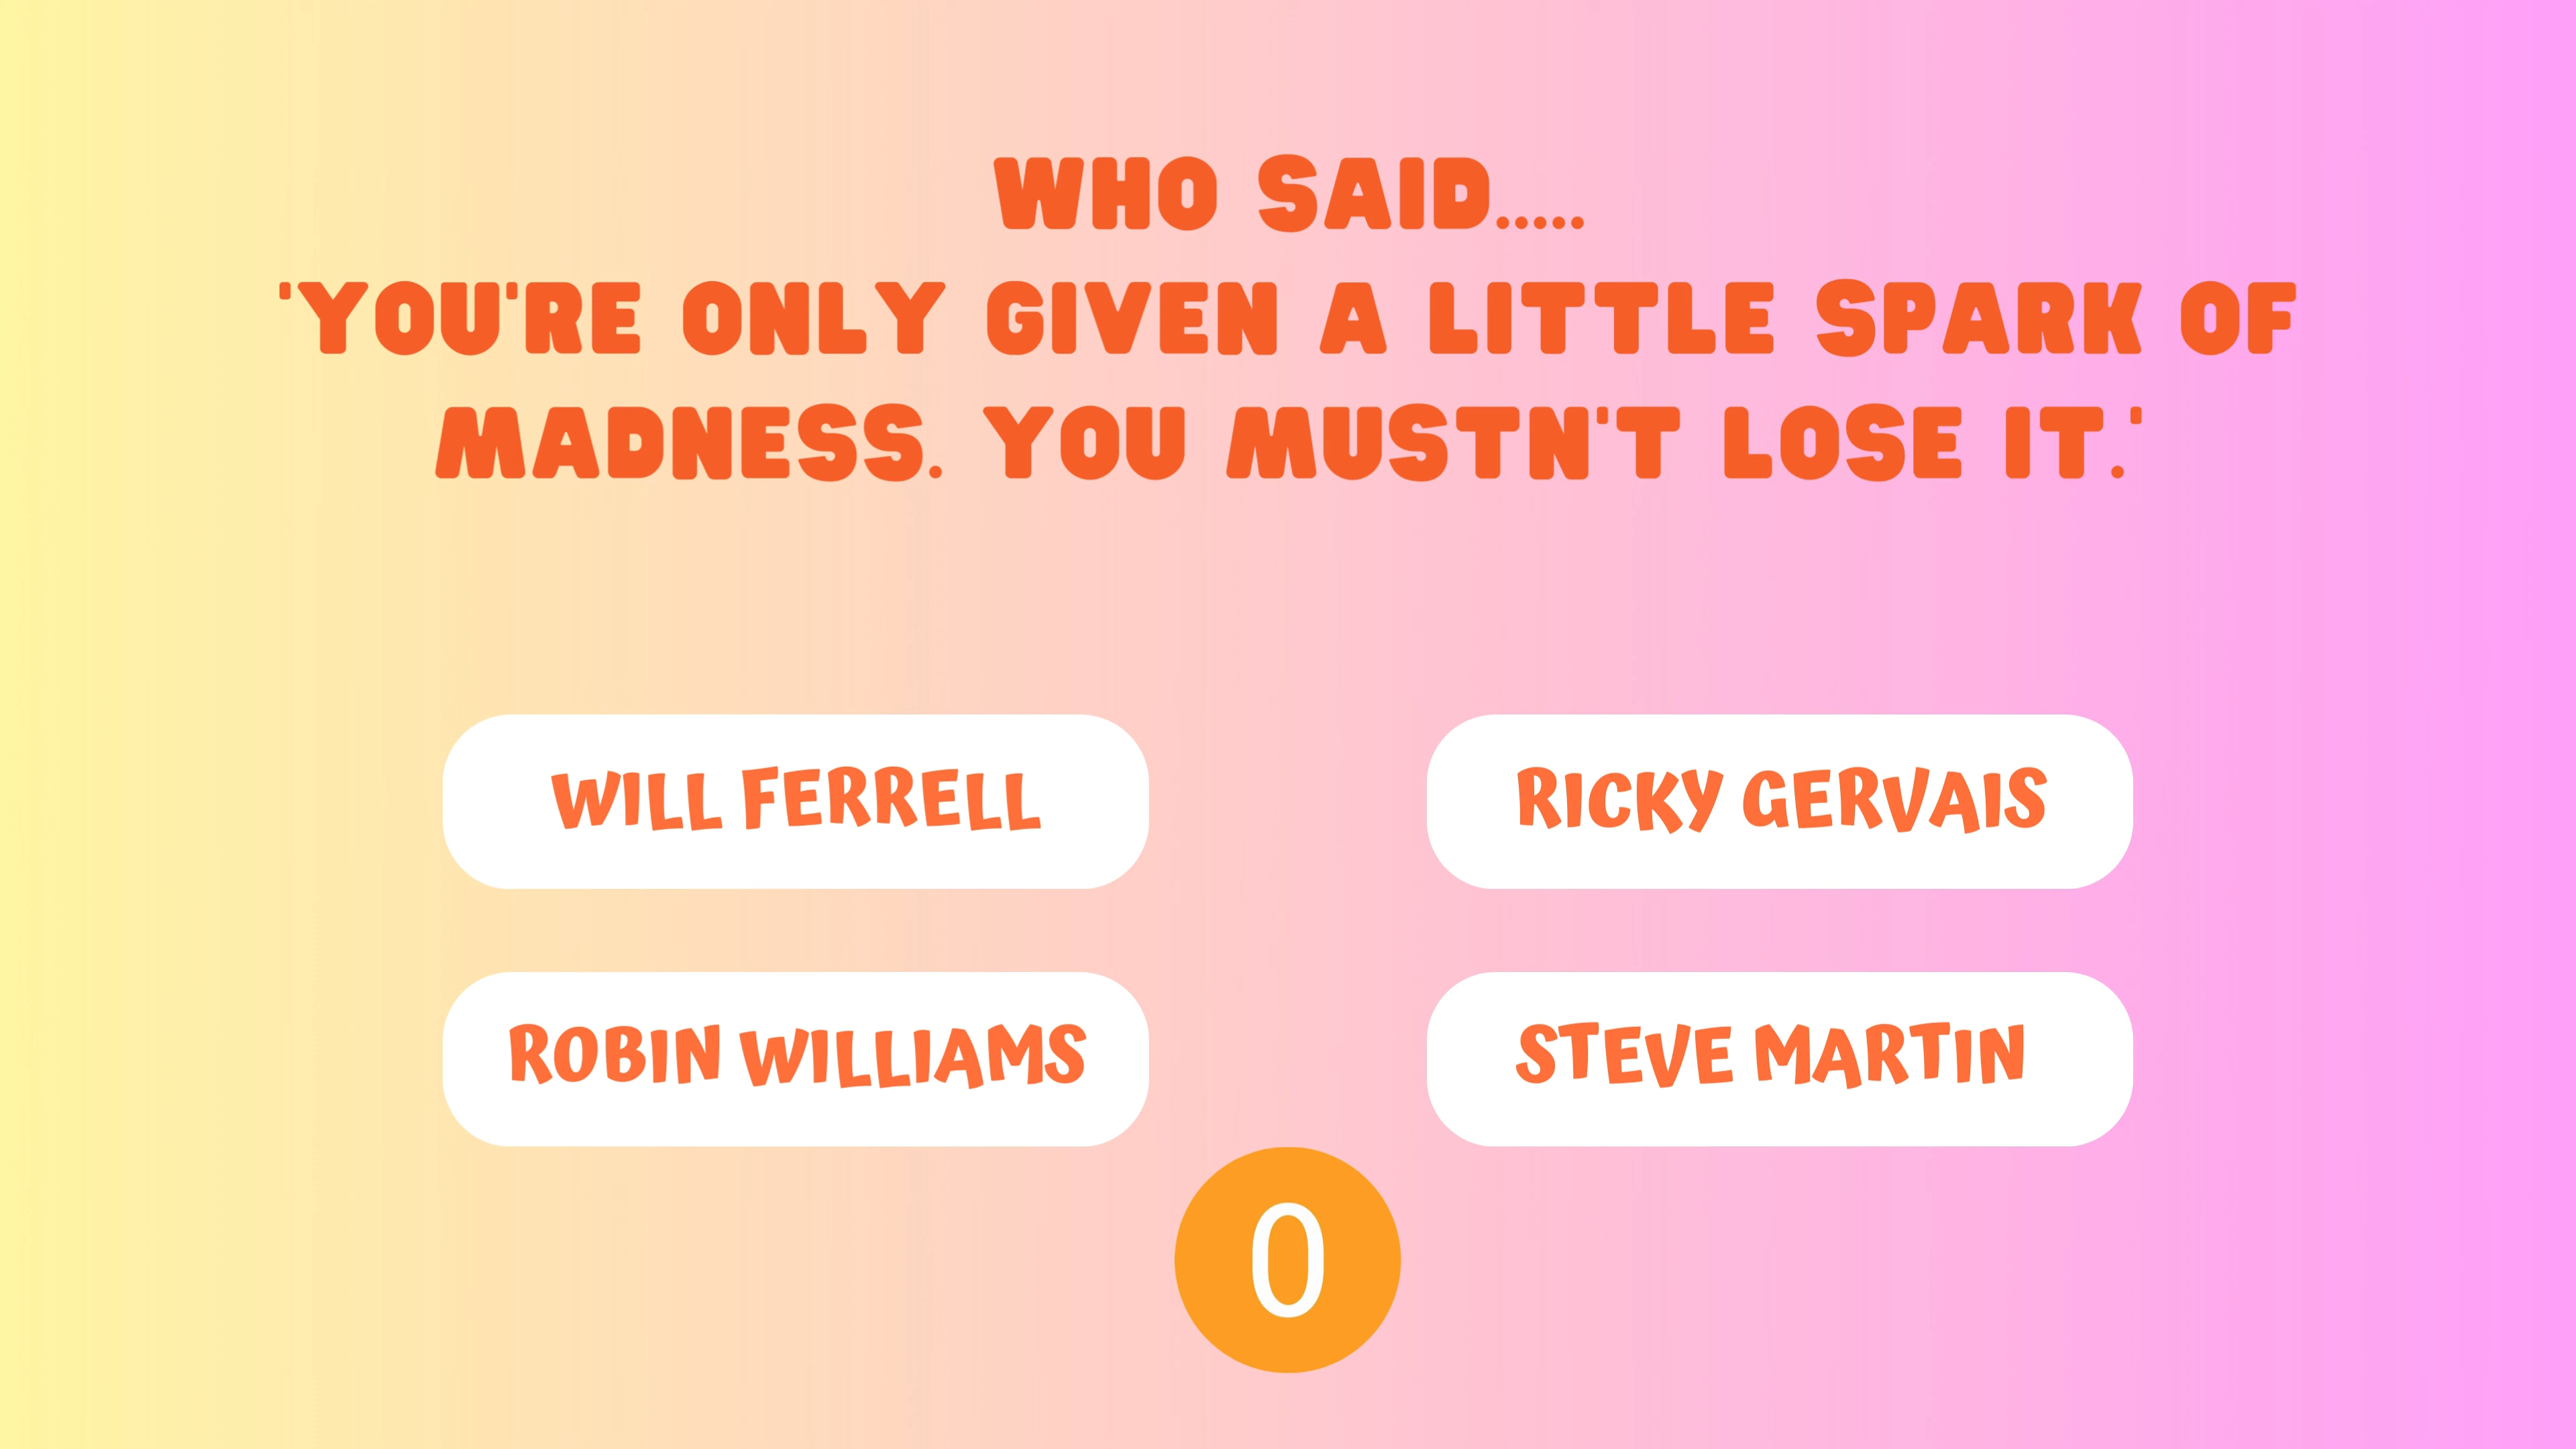 WHO SAID.....
'YOU'RE ONLY GIVEN A LITTLE SPARK OF
MADNESS. YOU MUSTN'T LOSE IT.'
WILL FERRELL
RICKY GERVAIS
ROBIN WILLIAMS
STEVE MARTIN
0